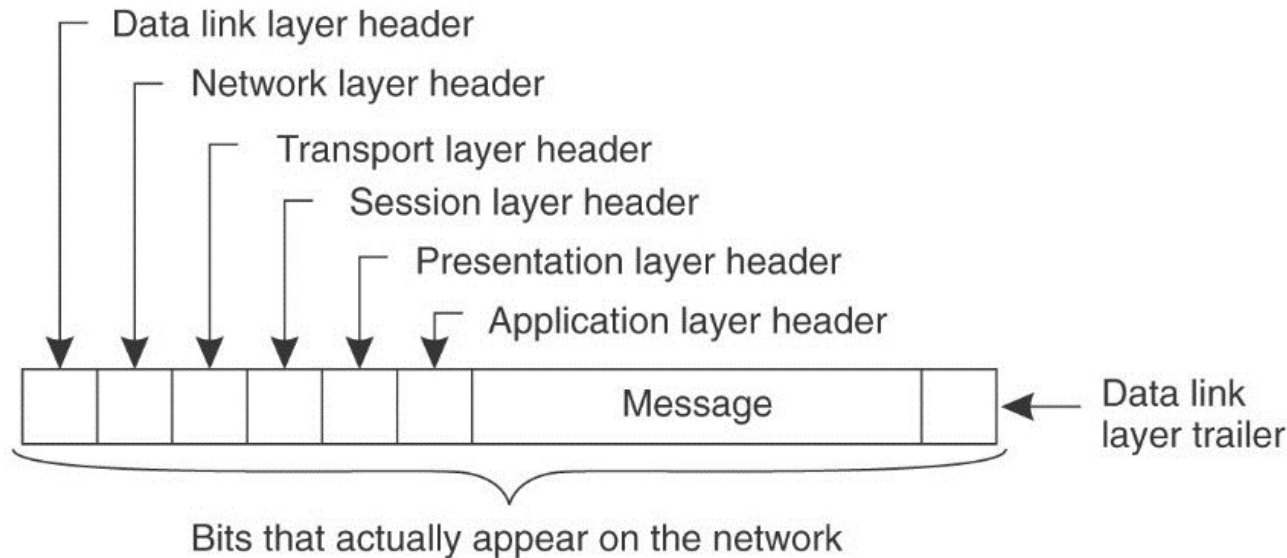 Data link layer header
Network layer header
Transport layer header
Session layer header
Presentation layer header
Application layer header
Message
Data link
layer trailer
Bits that actually appear on the network